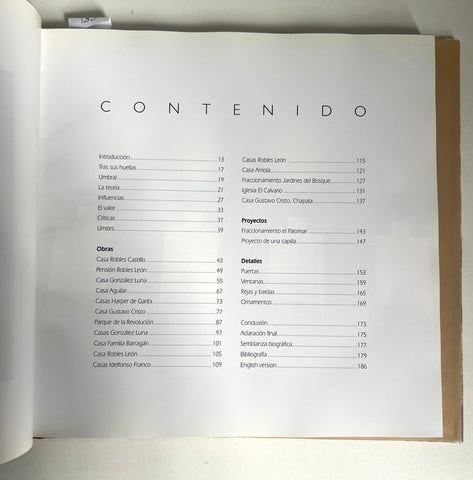 CONTENIDO
Introducción 13
Tras sus huellas 17
Umbral 19
La teoría 21
Influencias 27
El valor 33
Críticas 37
Límites 39
Obras
Casa Robles Castillo 43
Pensión Robles León 49
Casa González Luna 55
Casa Aguilar 67
Casas Harper de Garibi 73
Casa Gustavo Cristo 77
Parque de la Revolución 87
Casas González Luna 97
Casa Familia Barragán 101
Casa Robles León 105
Casas Ildelfonso Franco 109
Casas Robles León 115
Casa Arriola 121
Fraccionamiento Jardines del Bosque 127
Iglesia El Calvario 131
Casa Gustavo Cristo, Chapala 137
Proyectos
Fraccionamiento el Palomar 143
Proyecto de una capilla 147
Detalles
Puertas 153
Ventanas 159
Rejas y bardas 165
Ornamentos 169
Conclusión 173
Aclaración final 175
Semblanza biográfica 177
Bibliografía 179
English version 186